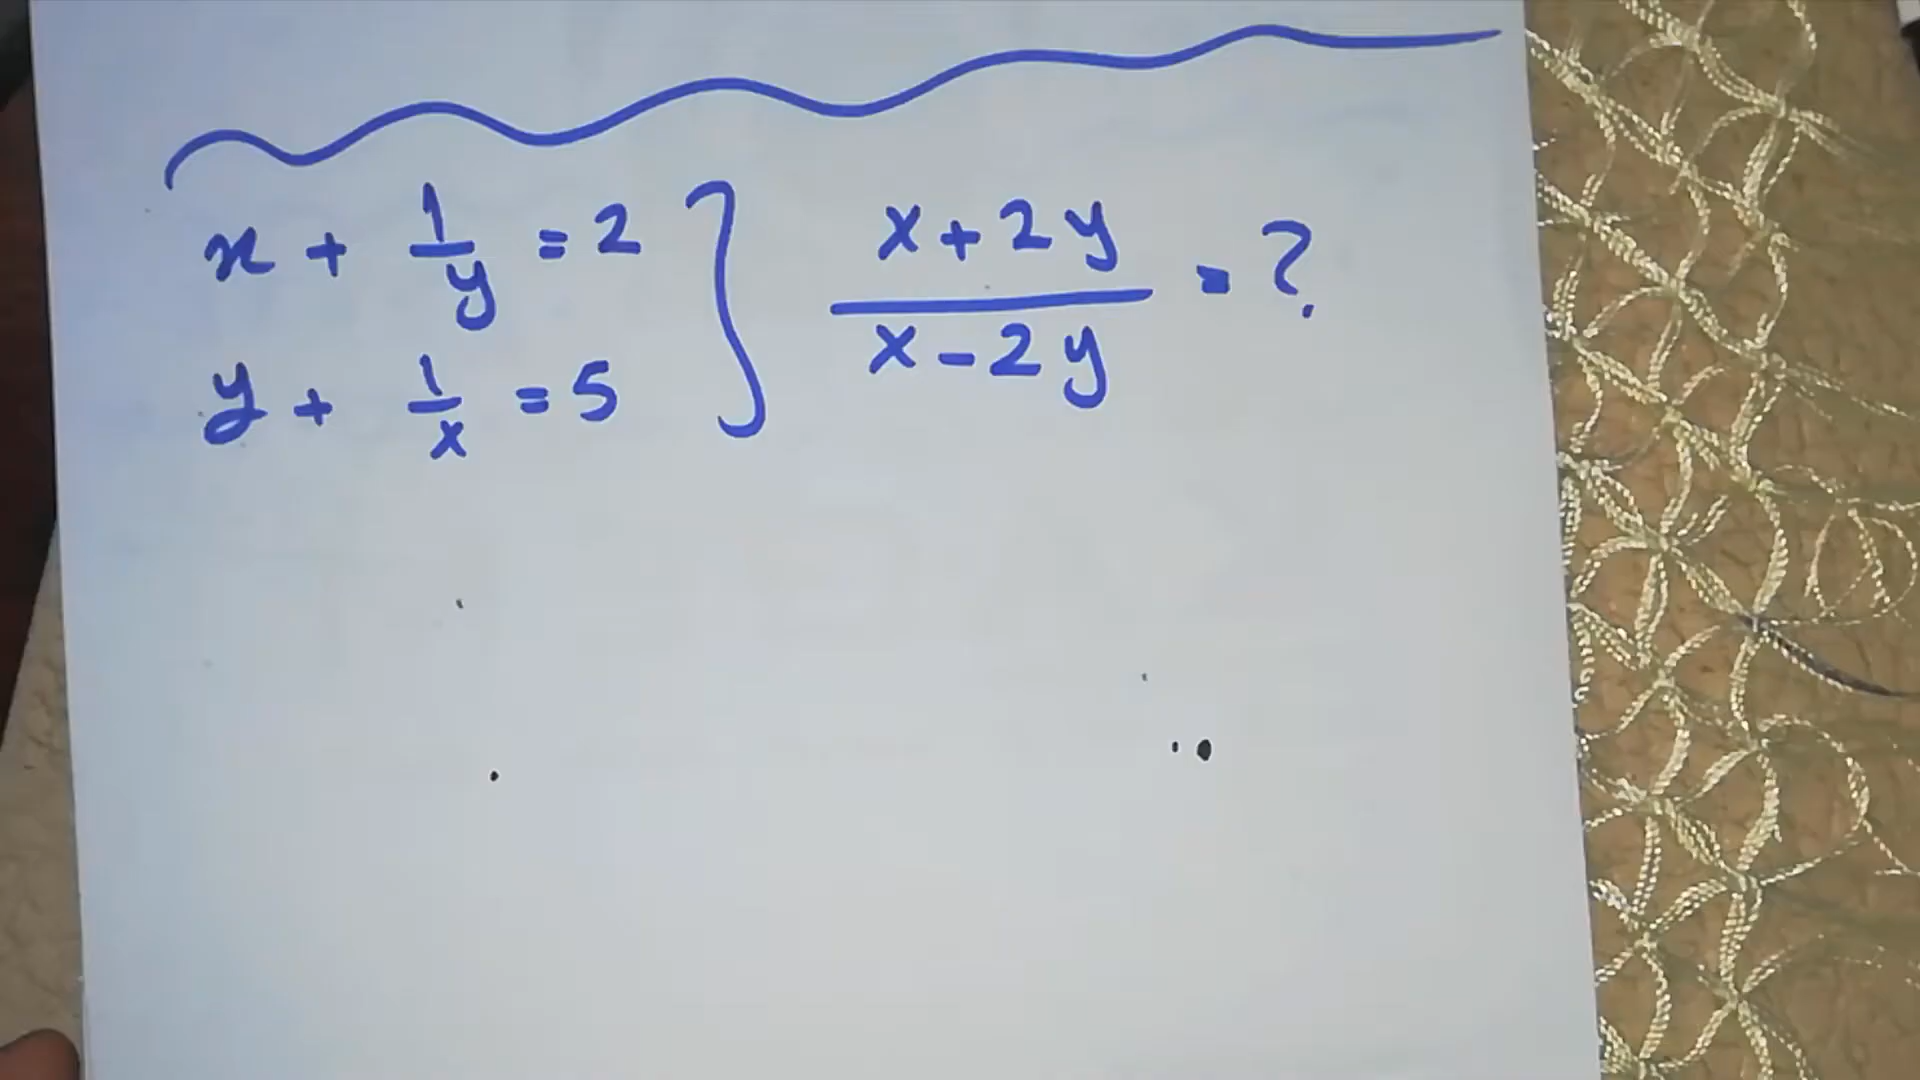 x + 1/y = 2
y + 1/x = 5
(x + 2y)/(x - 2y) = ?